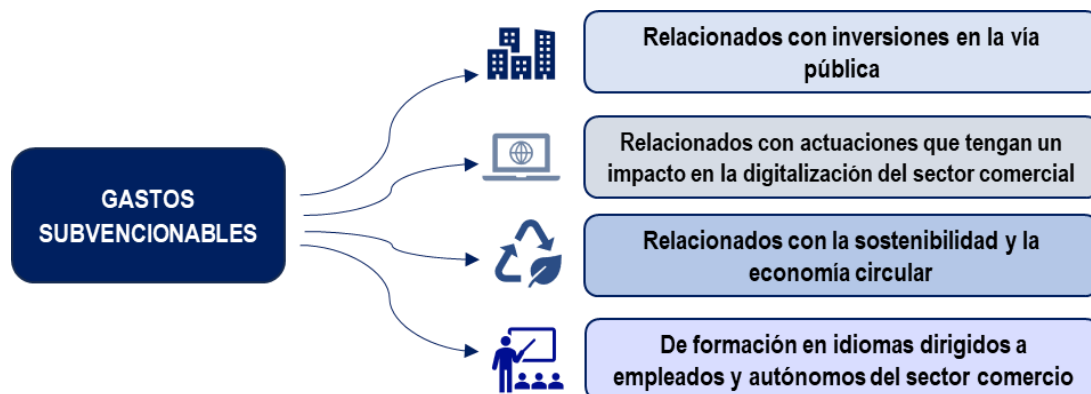 GASTOS
SUBVENCIONABLES
Relacionados con inversiones en la vía
pública
Relacionados con actuaciones que tengan un
impacto en la digitalización del sector comercial
Relacionados con la sostenibilidad y la
economía circular
De formación en idiomas dirigidos a
empleados y autónomos del sector comercio